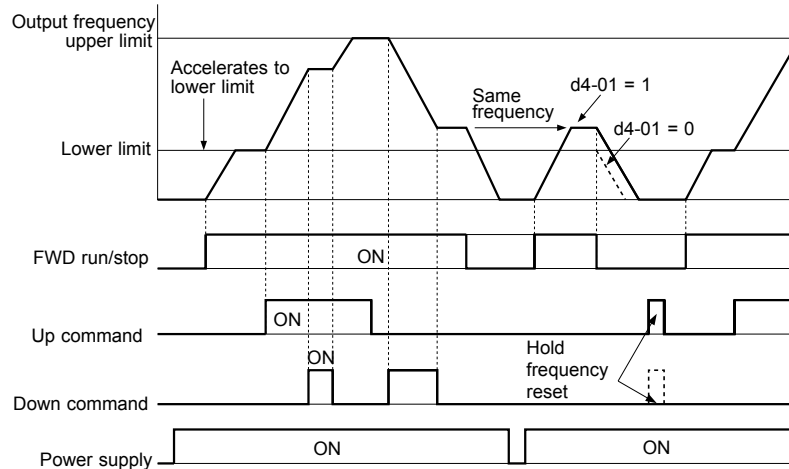 Output frequency
upper limit
Accelerates to
lower limit
Same
frequency
d4-01 = 1
d4-01 = 0
Lower limit
FWD run/stop
ON
Up command
ON
ON
Hold
frequency
reset
Down command
Power supply
ON
ON